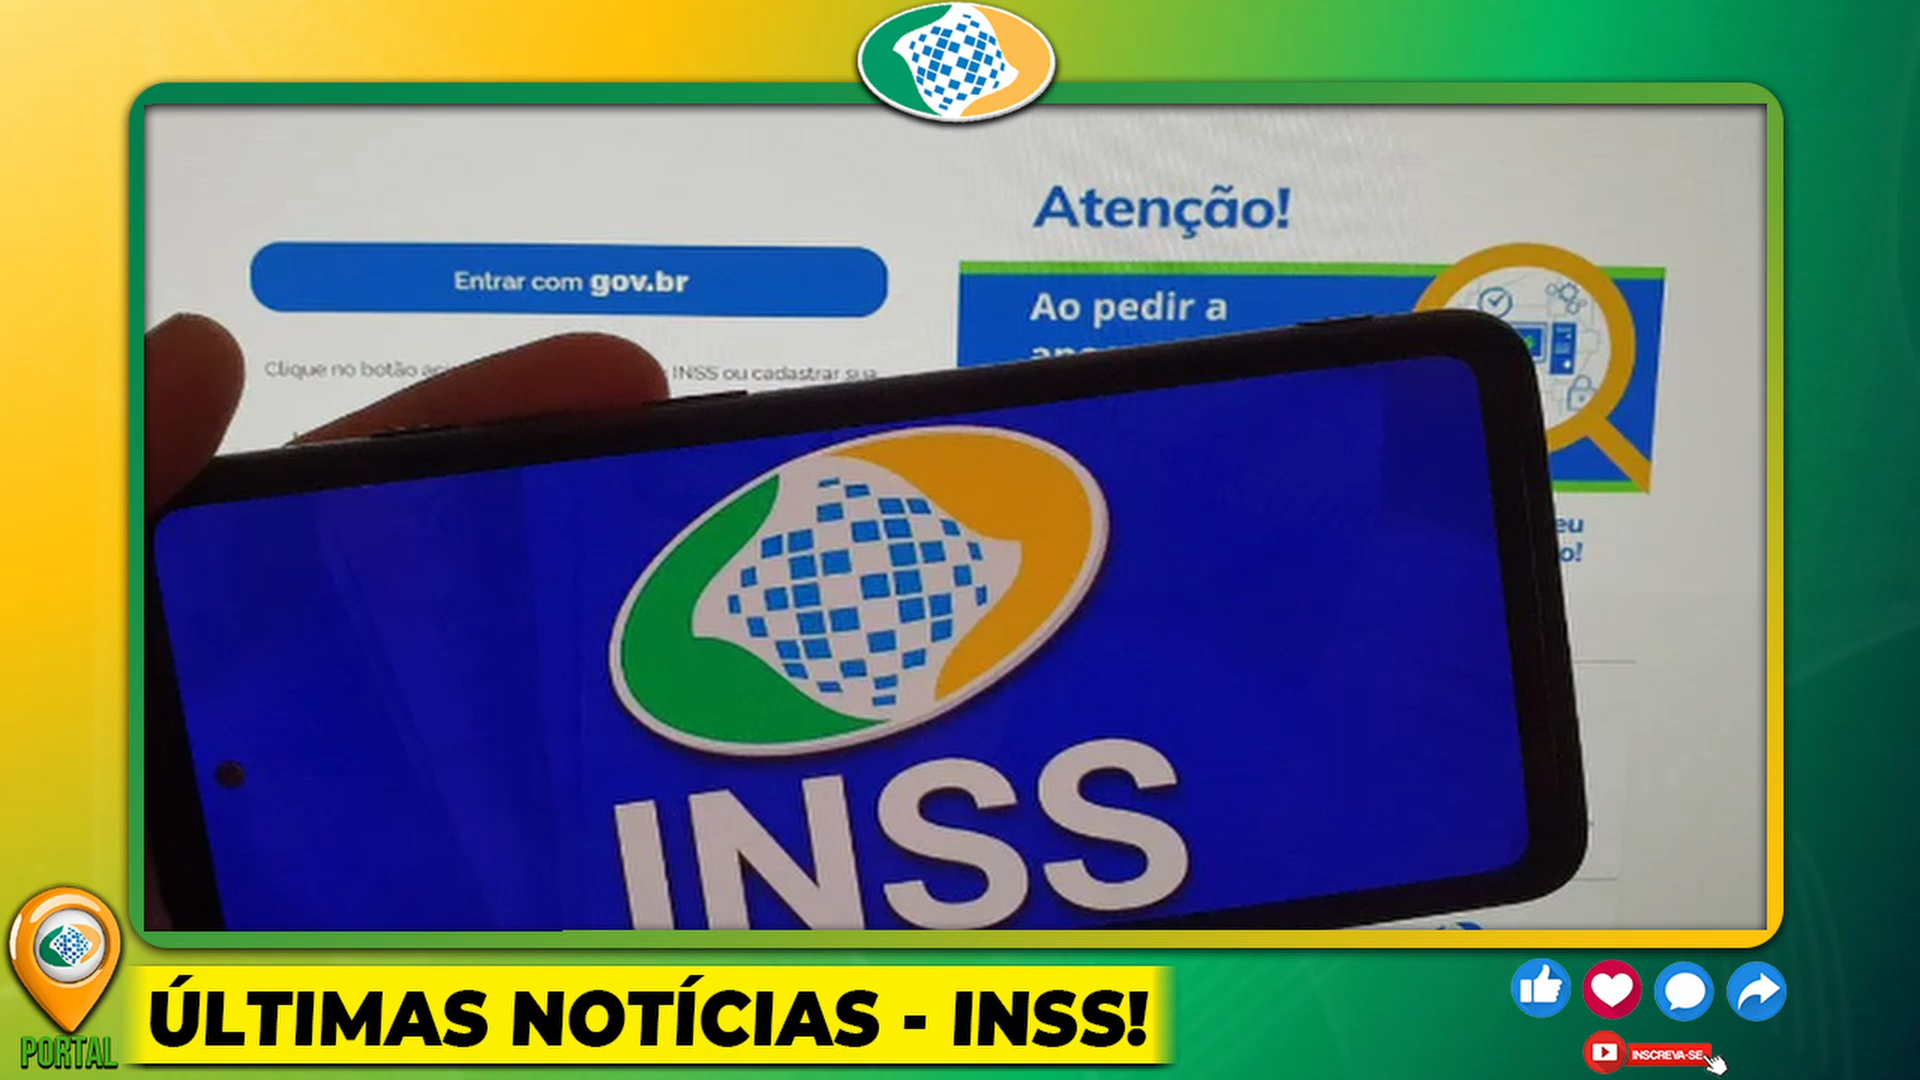 Atenção!
Entrar com gov.br
Ao pedir a
Clique no botão
INSS ou cadastrar sua
eu
o!
INSS
ÚLTIMAS NOTÍCIAS - INSS!
PORTAL
INSCREVA-SE